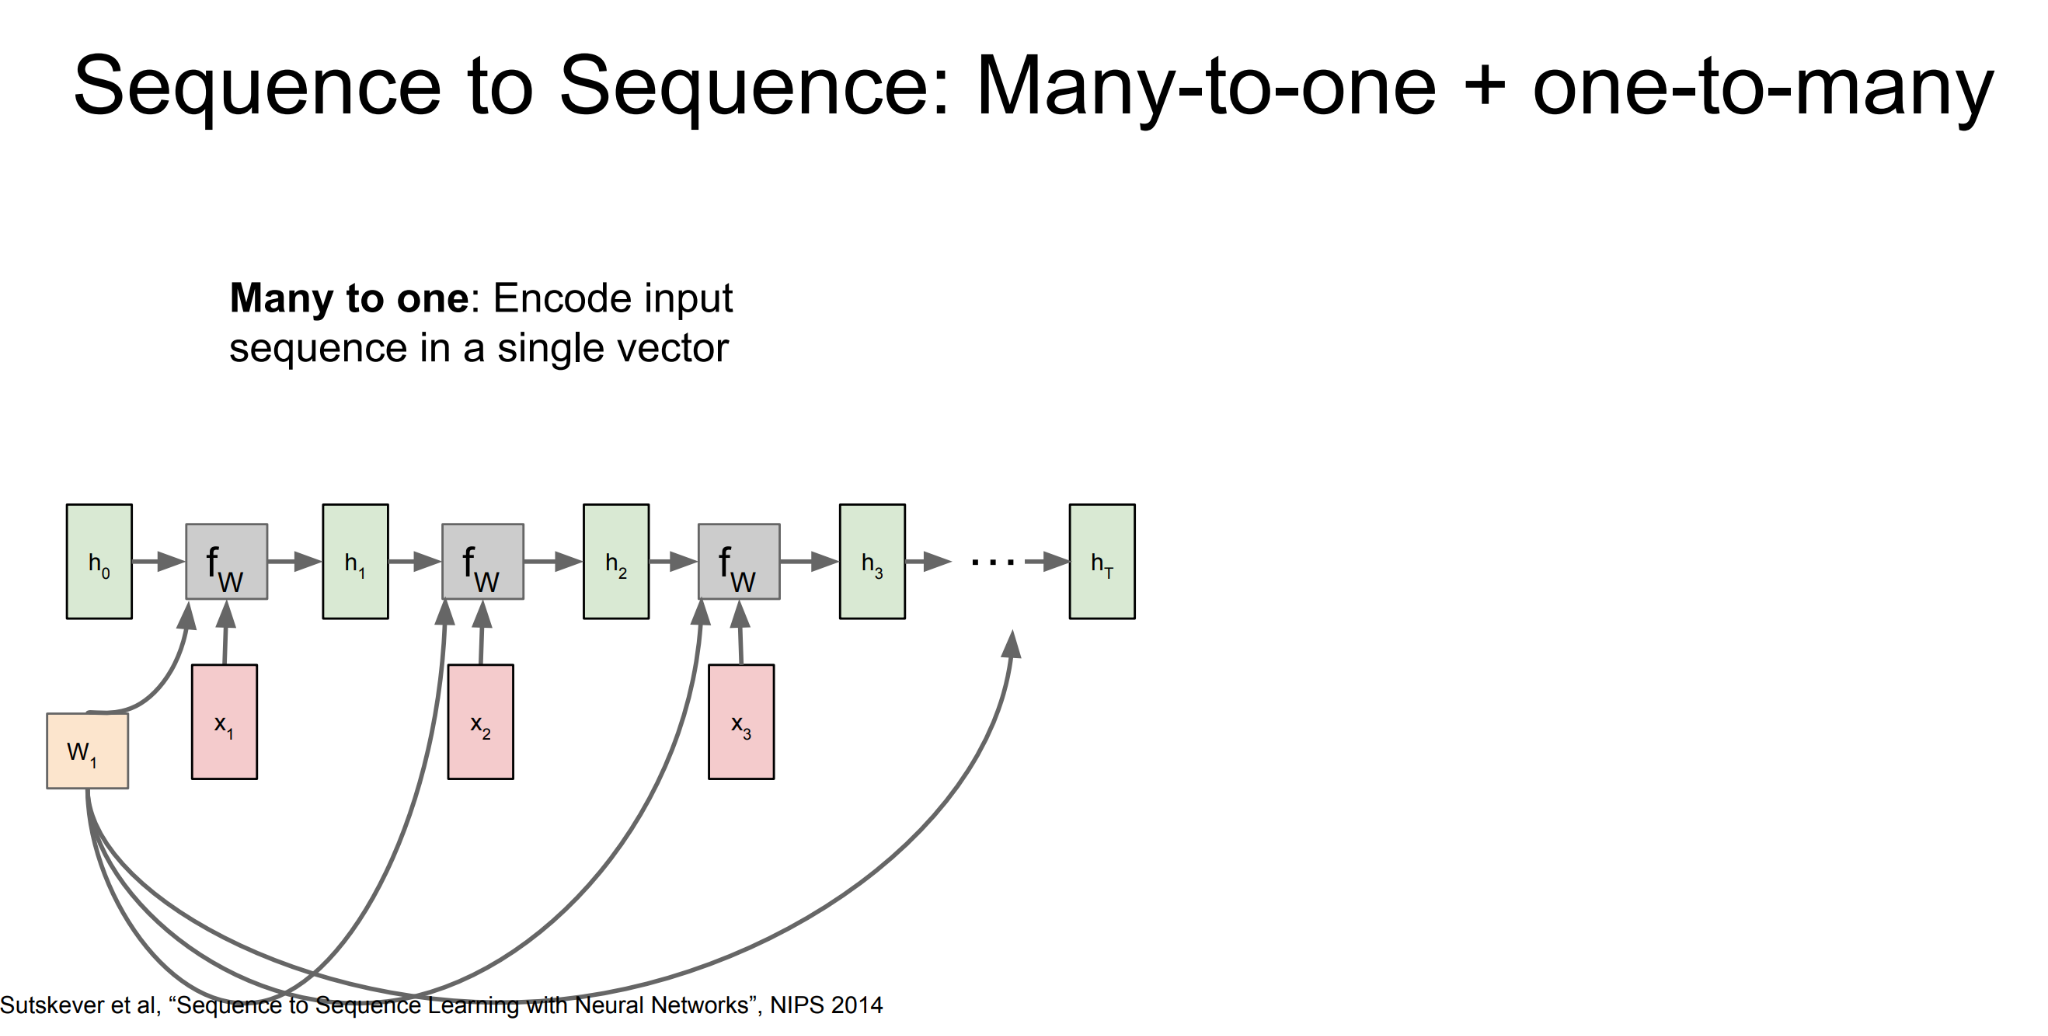 Sequence to Sequence: Many-to-one + one-to-many
Many to one: Encode input
sequence in a single vector
h0 fW h1 fW h2 fW h3 ... hT
x1 x2 x3
W1
Sutskever et al, “Sequence to Sequence Learning with Neural Networks”, NIPS 2014